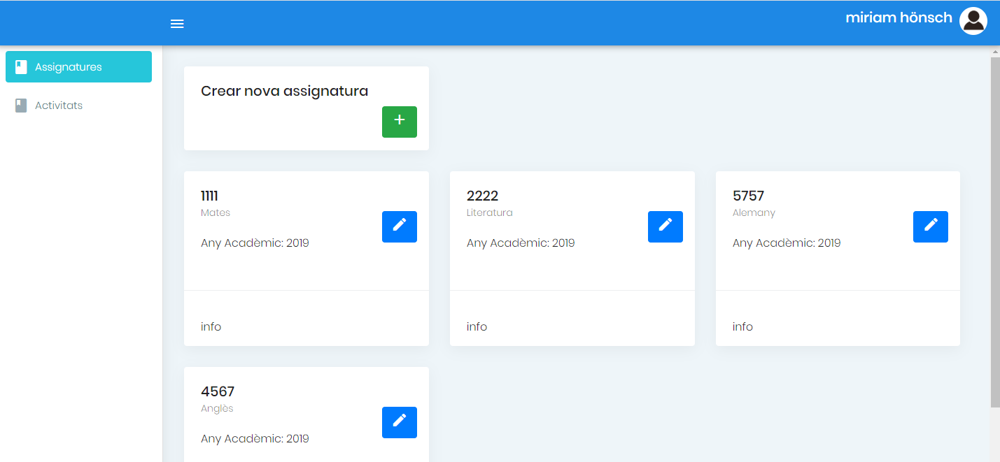 miriam hönsch
Assignatures
Activitats
Crear nova assignatura
1111
Mates
Any Acadèmic: 2019
info
2222
Literatura
Any Acadèmic: 2019
info
5757
Alemany
Any Acadèmic: 2019
info
4567
Anglès
Any Acadèmic: 2019